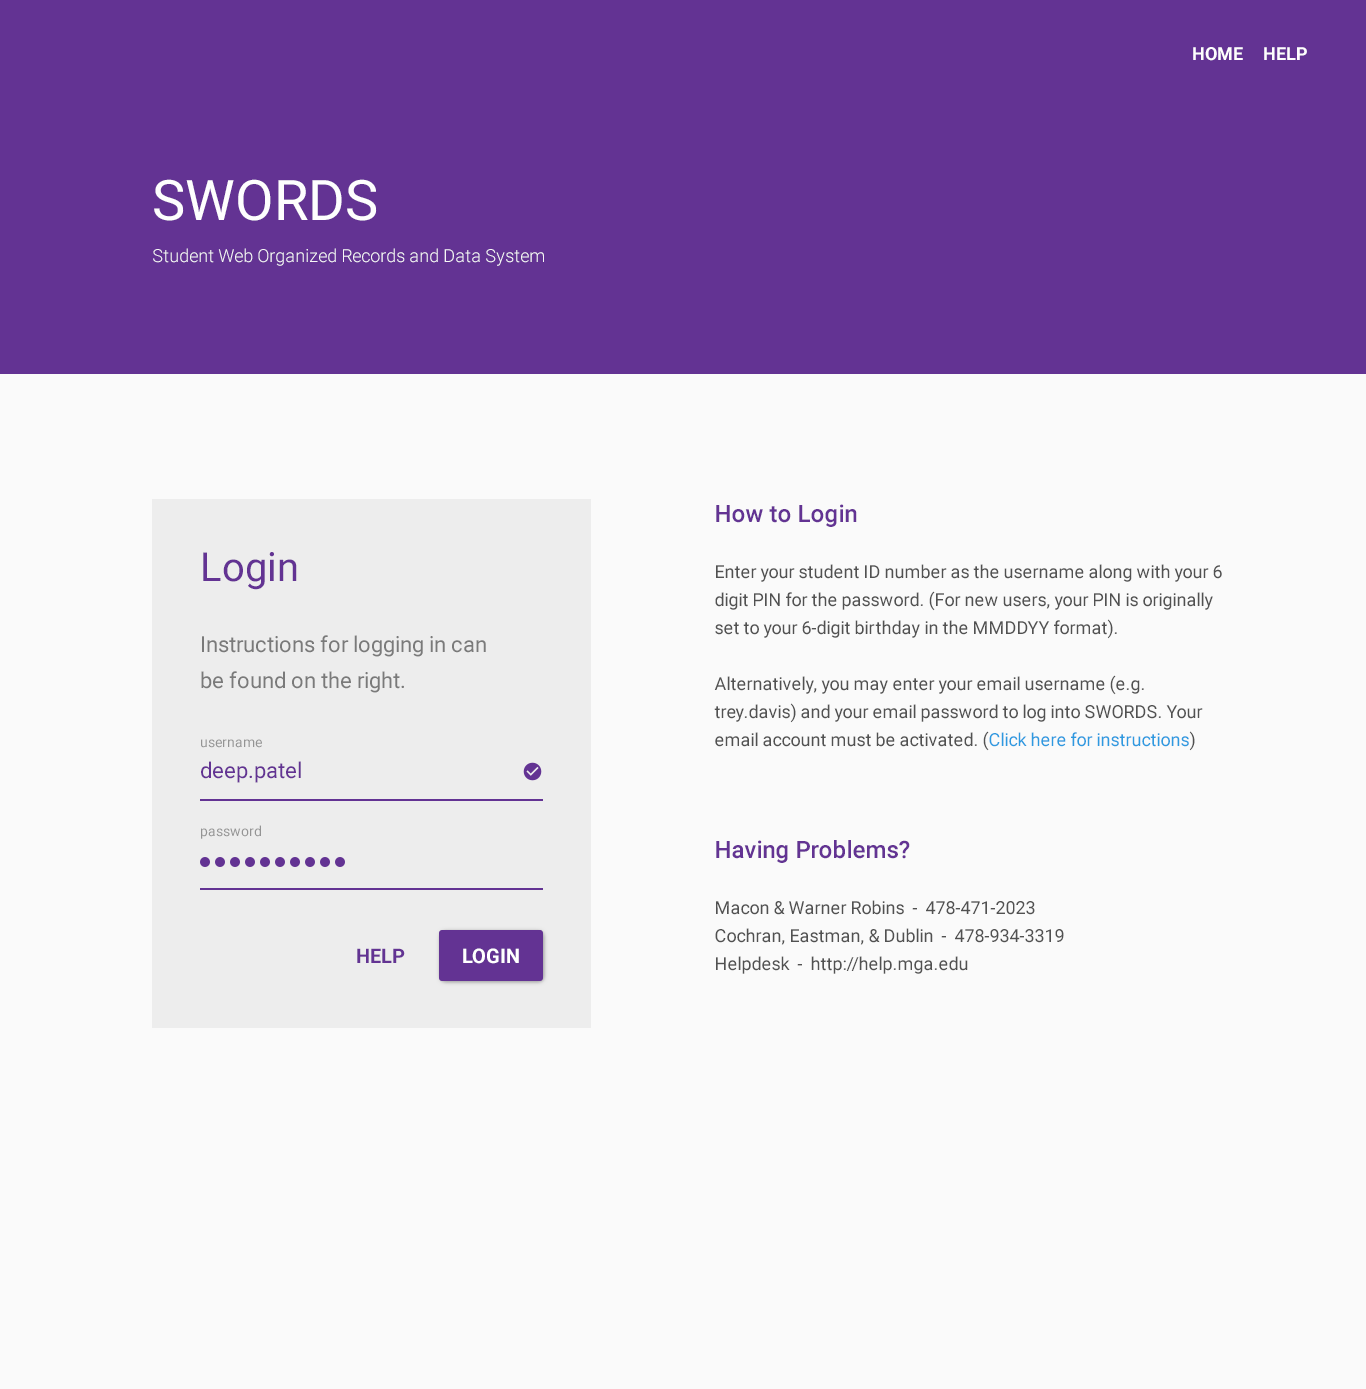 HOME HELP
SWORDS
Student Web Organized Records and Data System
Login
Instructions for logging in can
be found on the right.
username
deep.patel
password
HELP LOGIN
How to Login
Enter your student ID number as the username along with your 6
digit PIN for the password. (For new users, your PIN is originally
set to your 6-digit birthday in the MMDDYY format).
Alternatively, you may enter your email username (e.g.
trey.davis) and your email password to log into SWORDS. Your
email account must be activated. (Click here for instructions)
Having Problems?
Macon & Warner Robins - 478-471-2023
Cochran, Eastman, & Dublin - 478-934-3319
Helpdesk - http://help.mga.edu